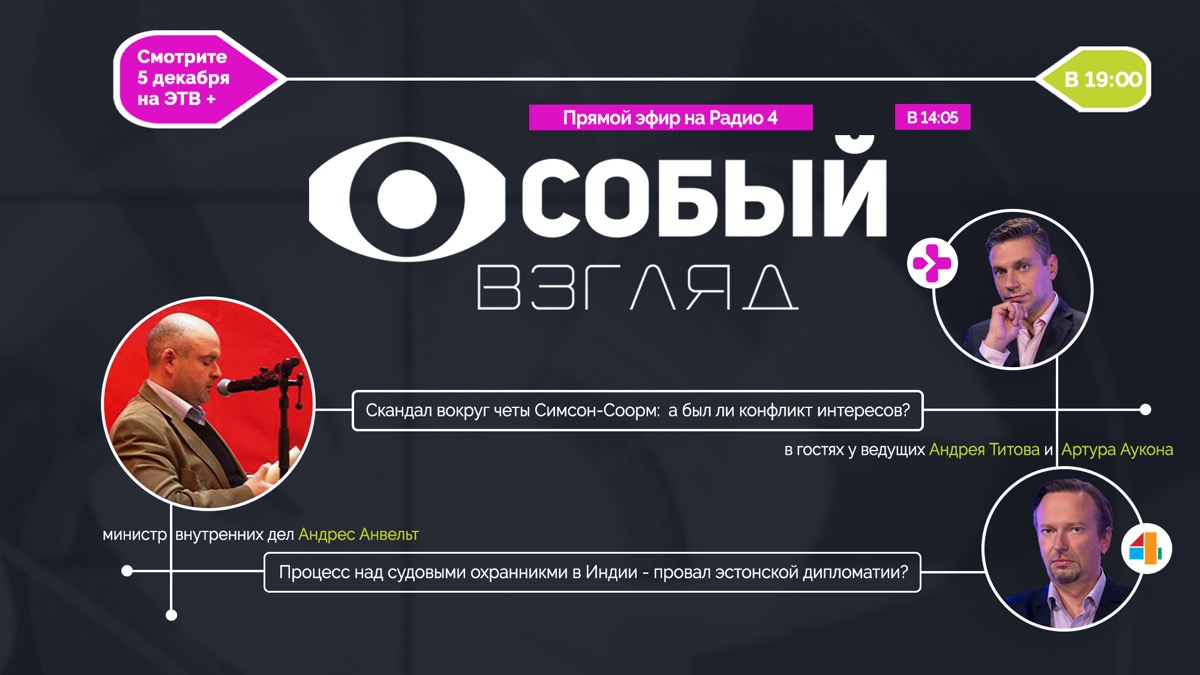 Смотрите
5 декабря
на ЭТВ +
В 19:00
Прямой эфир на Радио 4
В 14:05
ОСОБЫЙ
ВЗГЛЯД
Скандал вокруг четы Симсон-Соорм: а был ли конфликт интересов?
в гостях у ведущих Андрея Титова и Артура Аукона
министр внутренних дел Андрес Анвельт
Процесс над судовыми охранникми в Индии - провал эстонской дипломатии?
4